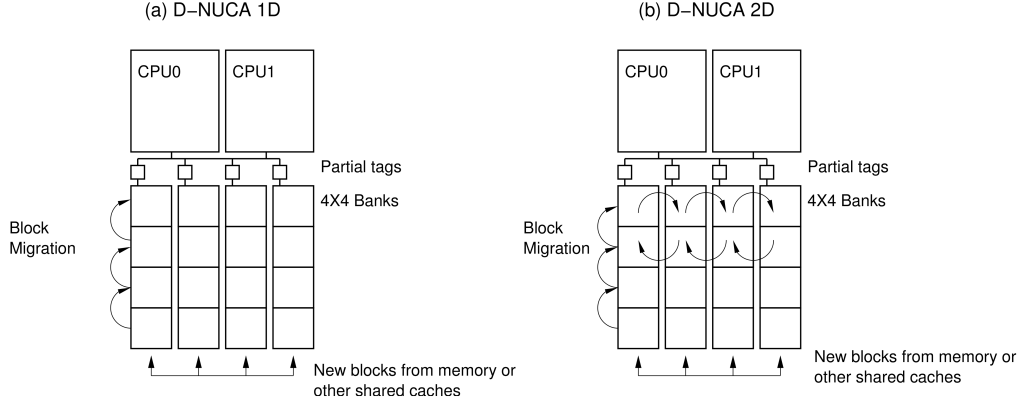 (a) D−NUCA 1D
CPU0
CPU1
Partial tags
4X4 Banks
Block
Migration
New blocks from memory or
other shared caches
(b) D−NUCA 2D
CPU0
CPU1
Partial tags
4X4 Banks
Block
Migration
New blocks from memory or
other shared caches